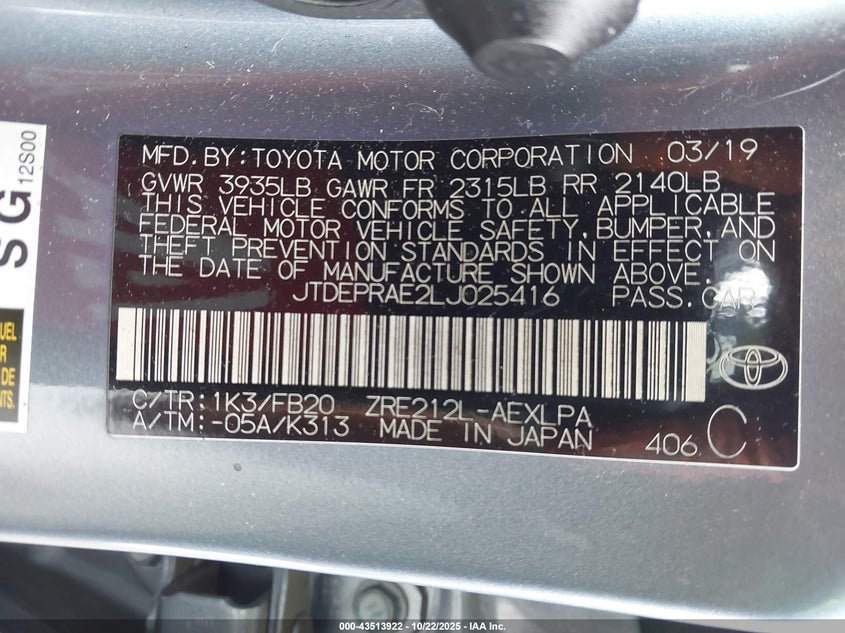 SG 12S00
UEL
R
DE
NTS.
MFD. BY: TOYOTA MOTOR CORPORATION 03/19
GVWR 3935LB GAWR FR 2315LB RR 2140LB
THIS VEHICLE CONFORMS TO ALL APPLICABLE
FEDERAL MOTOR VEHICLE SAFETY, BUMPER, AND
THEFT PREVENTION STANDARDS IN EFFECT ON
THE DATE OF MANUFACTURE SHOWN ABOVE.
JTDEPRAE2LJ025416 PASS. CAR
C/TR: 1K3/FB20 ZRE212L-AEXLPA
A/TM: -05A/K313 MADE IN JAPAN 406 C
000-43513922 - 10/22/2025 - IAA Inc.